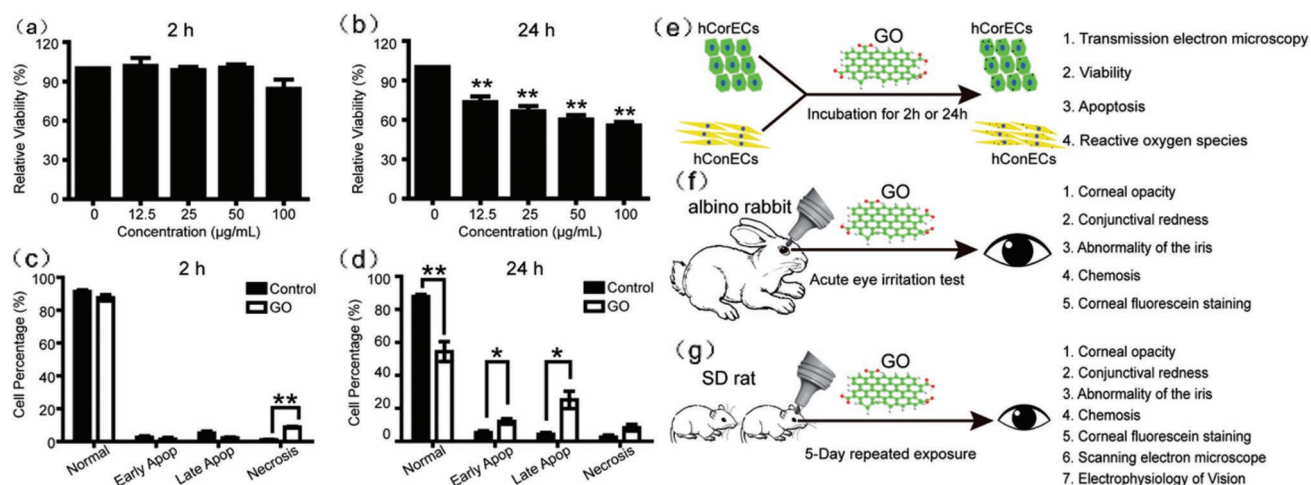 (a)
2 h
Relative Viability (%)
120
90
60
30
0
0 12.5 25 50 100
Concentration (µg/mL)
(b)
24 h
Relative Viability (%)
120
90
60
30
0
** ** ** **
0 12.5 25 50 100
Concentration (µg/mL)
(c)
2 h
Cell Percentage (%)
100
80
60
40
20
10
0
Control
GO
**
Normal Early Apop Late Apop Necrosis
(d)
24 h
Cell Percentage (%)
100
80
60
40
20
0
Control
GO
** * *
Normal Early Apop Late Apop Necrosis
(e)
hCorECs
hConECs
GO
Incubation for 2h or 24h
hCorECs
hConECs
1. Transmission electron microscopy
2. Viability
3. Apoptosis
4. Reactive oxygen species
(f)
albino rabbit
GO
Acute eye irritation test
1. Corneal opacity
2. Conjunctival redness
3. Abnormality of the iris
4. Chemosis
5. Corneal fluorescein staining
(g)
SD rat
GO
5-Day repeated exposure
1. Corneal opacity
2. Conjunctival redness
3. Abnormality of the iris
4. Chemosis
5. Corneal fluorescein staining
6. Scanning electron microscope
7. Electrophysiology of Vision